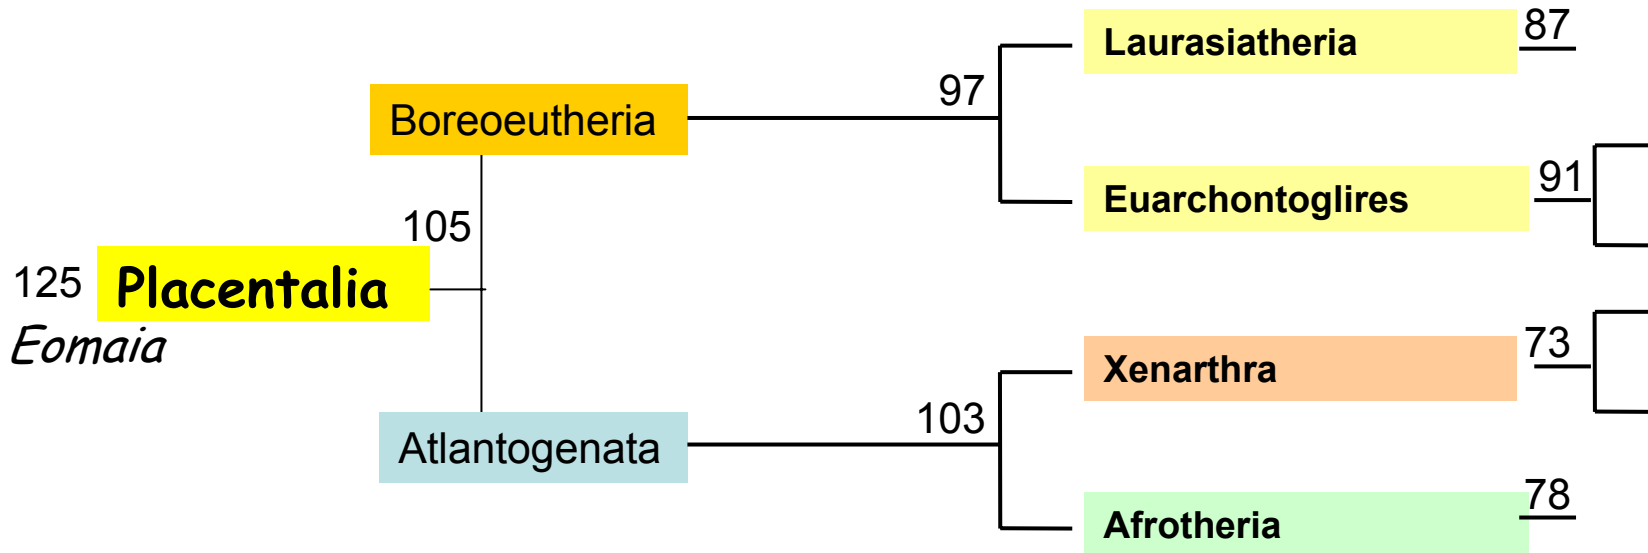 Laurasiatheria 87
97
Boreoeutheria
Euarchontoglires 91
105
125 Placentalia
Eomaia
Xenarthra 73
103
Atlantogenata
Afrotheria 78